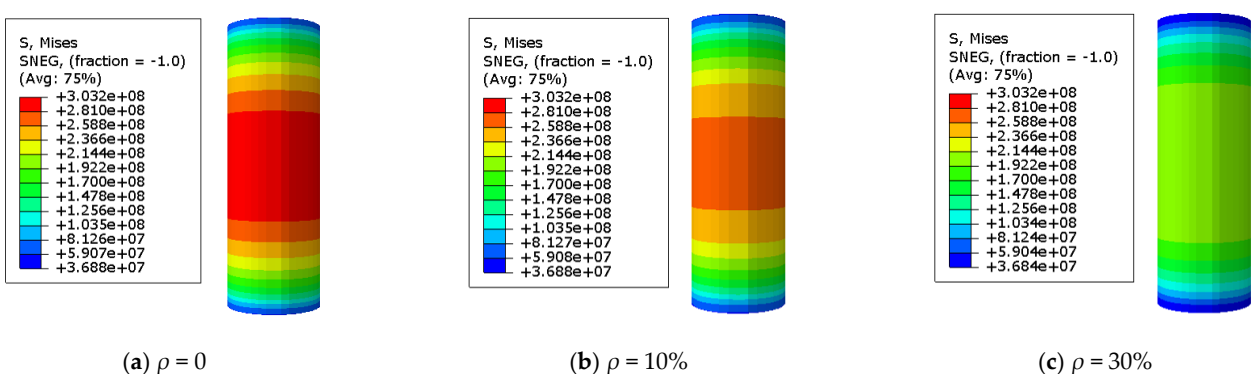 S, Mises
SNEG, (fraction = -1.0)
(Avg: 75%)
+3.032e+08
+2.810e+08
+2.588e+08
+2.366e+08
+2.144e+08
+1.922e+08
+1.700e+08
+1.478e+08
+1.256e+08
+1.035e+08
+8.126e+07
+5.907e+07
+3.688e+07
(a) ρ = 0
S, Mises
SNEG, (fraction = -1.0)
(Avg: 75%)
+3.032e+08
+2.810e+08
+2.588e+08
+2.366e+08
+2.144e+08
+1.922e+08
+1.700e+08
+1.478e+08
+1.256e+08
+1.035e+08
+8.127e+07
+5.908e+07
+3.688e+07
(b) ρ = 10%
S, Mises
SNEG, (fraction = -1.0)
(Avg: 75%)
+3.032e+08
+2.810e+08
+2.588e+08
+2.366e+08
+2.144e+08
+1.922e+08
+1.700e+08
+1.478e+08
+1.256e+08
+1.034e+08
+8.124e+07
+5.904e+07
+3.684e+07
(c) ρ = 30%